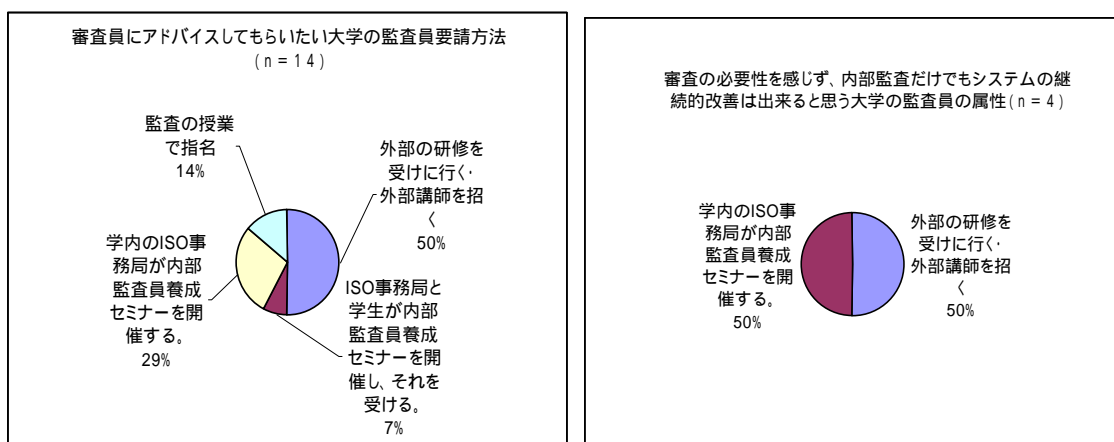 審査員にアドバイスしてもらいたい大学の監査員要請方法
(n=14)
監査の授業
で指名
14%
外部の研修を
受けに行く・
外部講師を招
く
50%
学内のISO事
務局が内部
監査員養成
セミナーを開
催する。
29%
ISO事務局と
学生が内部
監査員養成
セミナーを開
催し、それを
受ける。
7%
審査の必要性を感じず、内部監査だけでもシステムの継
続的改善は出来ると思う大学の監査員の属性(n=4)
学内のISO事
務局が内部
監査員養成
セミナーを開
催する。
50%
外部の研修を
受けに行く・
外部講師を招
く
50%